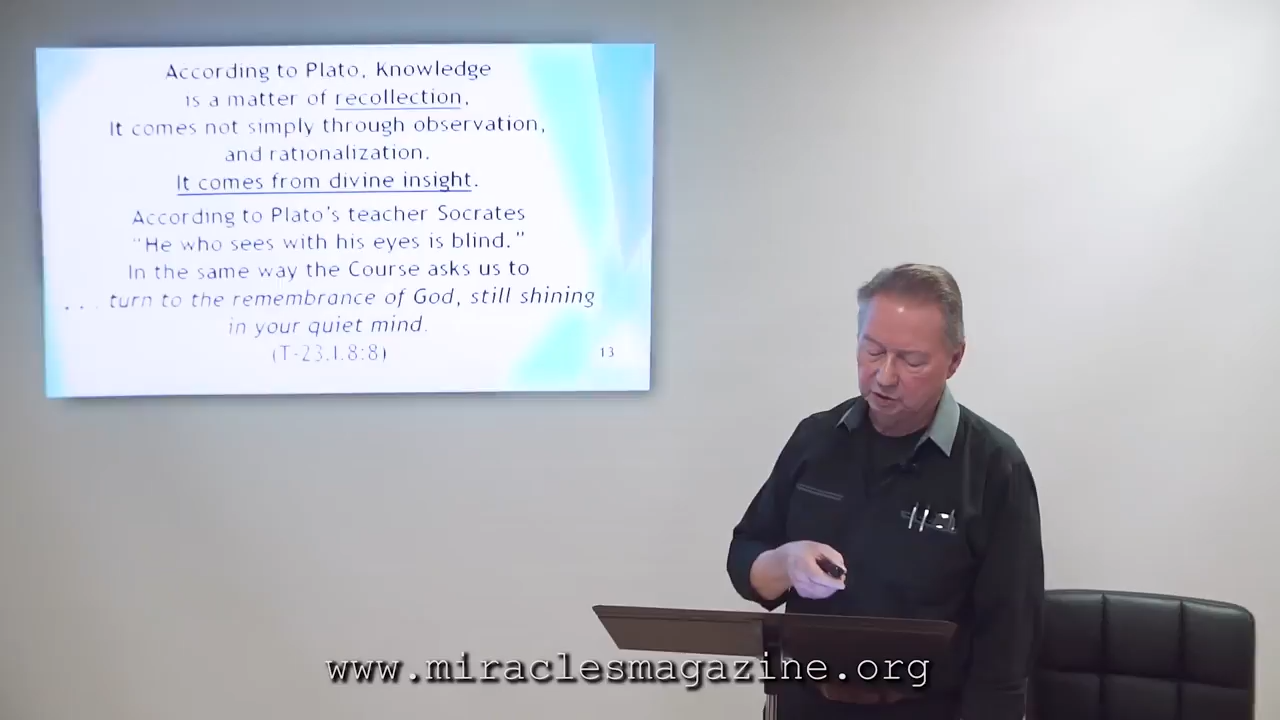 According to Plato, Knowledge
is a matter of recollection,
It comes not simply through observation,
and rationalization.
It comes from divine insight.
According to Plato's teacher Socrates
"He who sees with his eyes is blind."
In the same way the Course asks us to
. . . turn to the remembrance of God, still shining
in your quiet mind.
(T-23.I.8:8)
13
www.miraclesmagazine.org